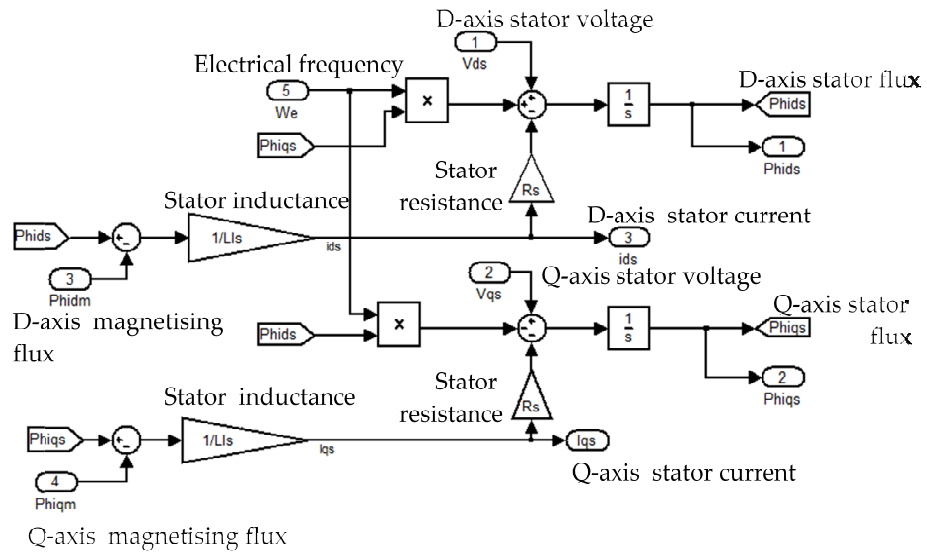 D-axis stator voltage
1
Vds
Electrical frequency
5
We
×
1
s
D-axis stator flux
Phids
1
Phids
Phiqs
Stator
resistance
Rs
Stator inductance
Phids
1/Lls
ids
D-axis stator current
3
ids
3
Phidm
D-axis magnetising
flux
2
Vqs
Q-axis stator voltage
Phids
×
1
s
Q-axis stator
flux
Phiqs
2
Phiqs
Stator
resistance
Rs
Stator inductance
Phiqs
1/Lls
iqs
Iqs
Q-axis stator current
4
Phiqm
Q-axis magnetising flux